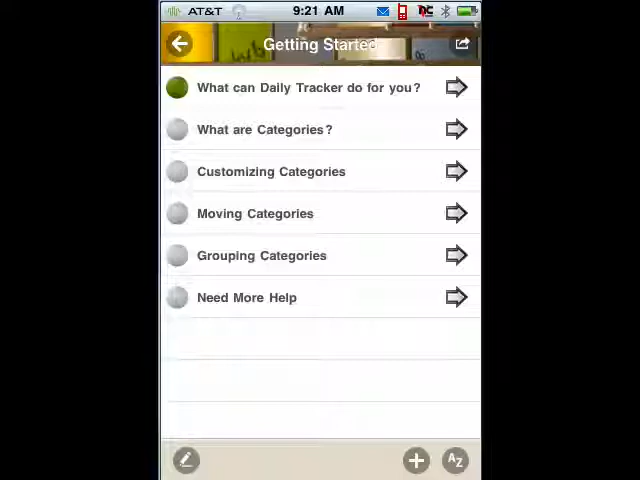 AT&T 9:21 AM
Getting Started
What can Daily Tracker do for you?
What are Categories?
Customizing Categories
Moving Categories
Grouping Categories
Need More Help
AZ